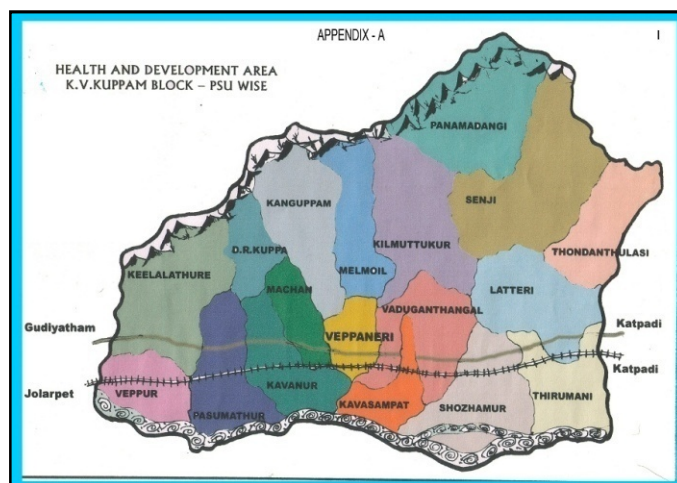 APPENDIX - A
I
HEALTH AND DEVELOPMENT AREA
K.V.KUPPAM BLOCK – PSU WISE
PANAMADANGI
KANGUPPAM
SENJI
D.R.KUPPA
KILMUTTUKUR
KEELALATHURE
MELMOIL
THONDANTHULASI
MACHAN
LATTERI
VADUGANTHANGAL
Gudiyatham
VEPPANERI
Katpadi
Katpadi
Jolarpet
VEPPUR
KAVANUR
THIRUMANI
KAVASAMPAT
SHOZHAMUR
PASUMATHUR